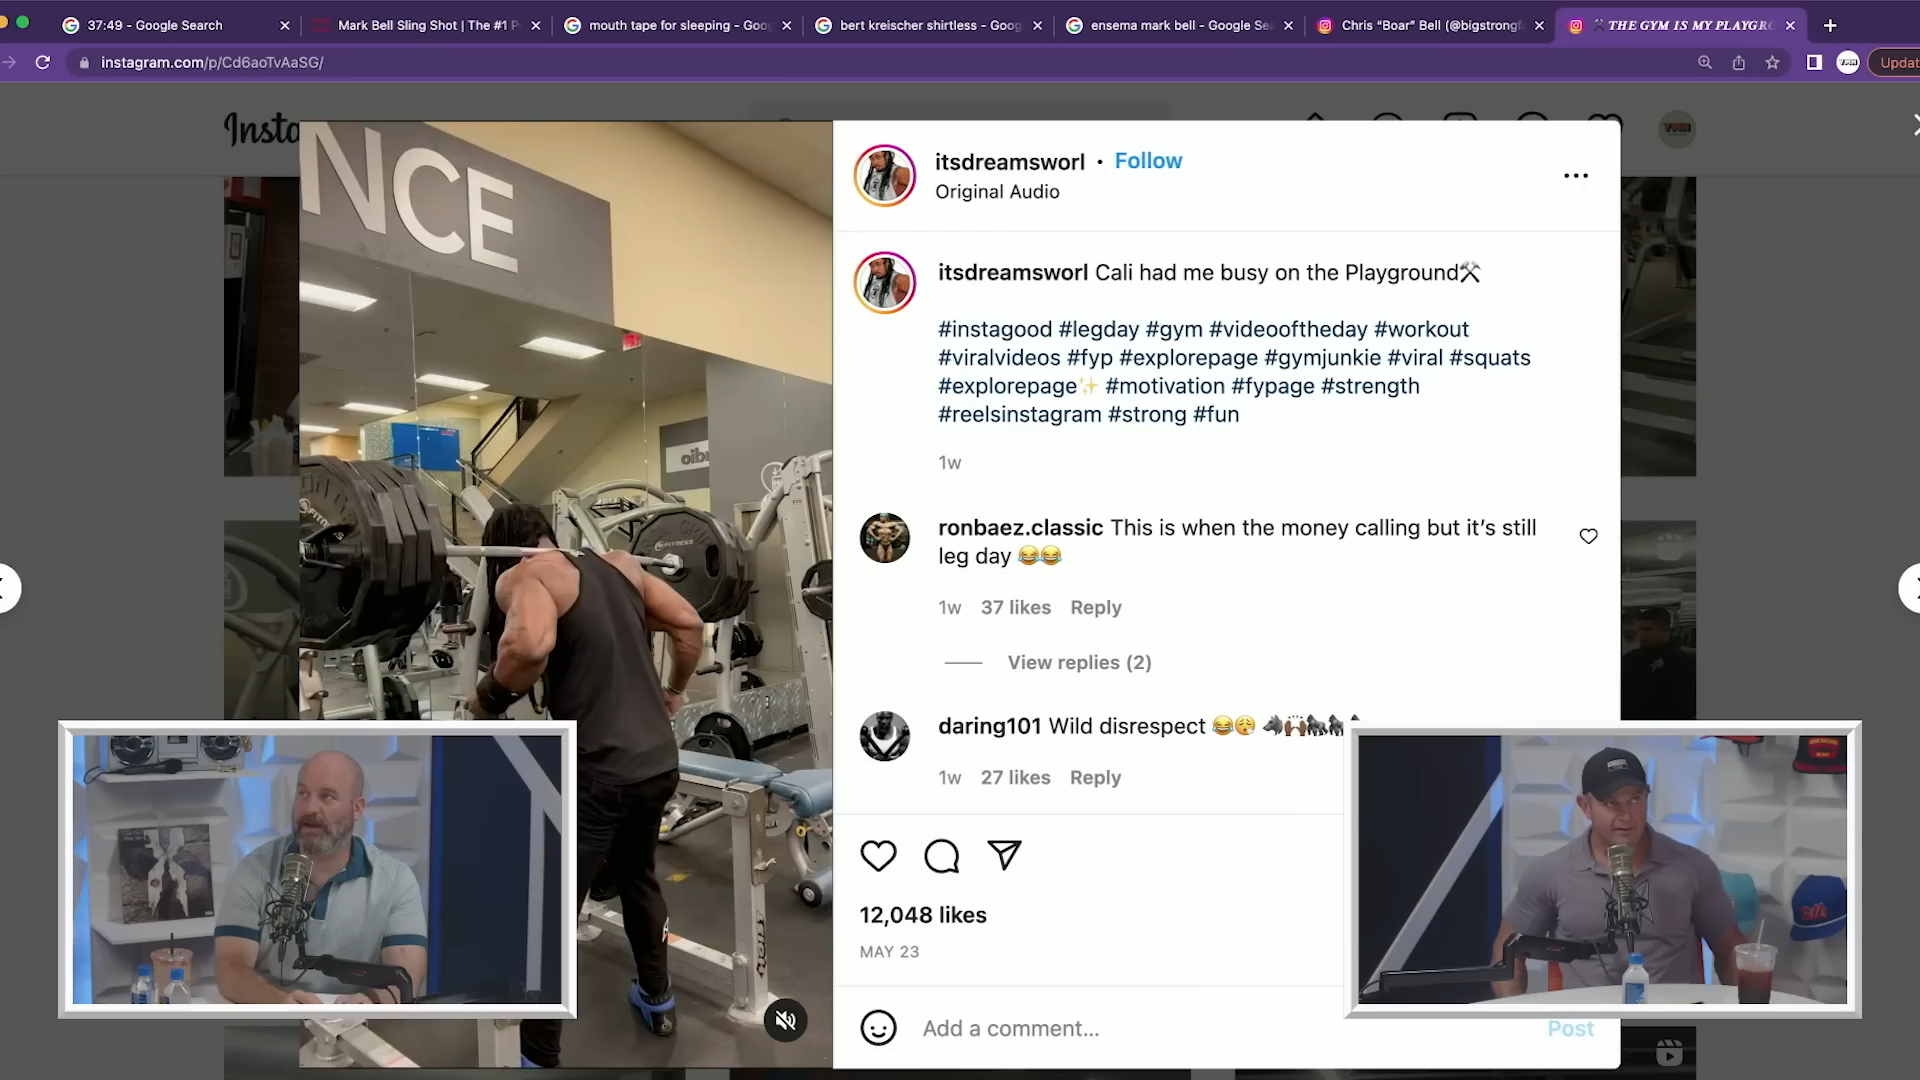 37:49 - Google Search
Mark Bell Sling Shot | The #1 P
mouth tape for sleeping - Goog
bert kreischer shirtless - Goog
ensema mark bell - Google Se
Chris “Boar” Bell (@bigstrongf
THE GYM IS MY PLAYGR
instagram.com/p/Cd6aoTvAaSG/
Updat
Insta
NCE
itsdreamsworl • Follow
Original Audio
itsdreamsworl Cali had me busy on the Playground⚒
#instagood #legday #gym #videooftheday #workout
#viralvideos #fyp #explorepage #gymjunkie #viral #squats
#explorepage✨ #motivation #fypage #strength
#reelsinstagram #strong #fun
1w
ronbaez.classic This is when the money calling but it’s still
leg day 😂😂
1w 37 likes Reply
View replies (2)
daring101 Wild disrespect 😂😮‍💨
1w 27 likes Reply
12,048 likes
MAY 23
Add a comment...
Post